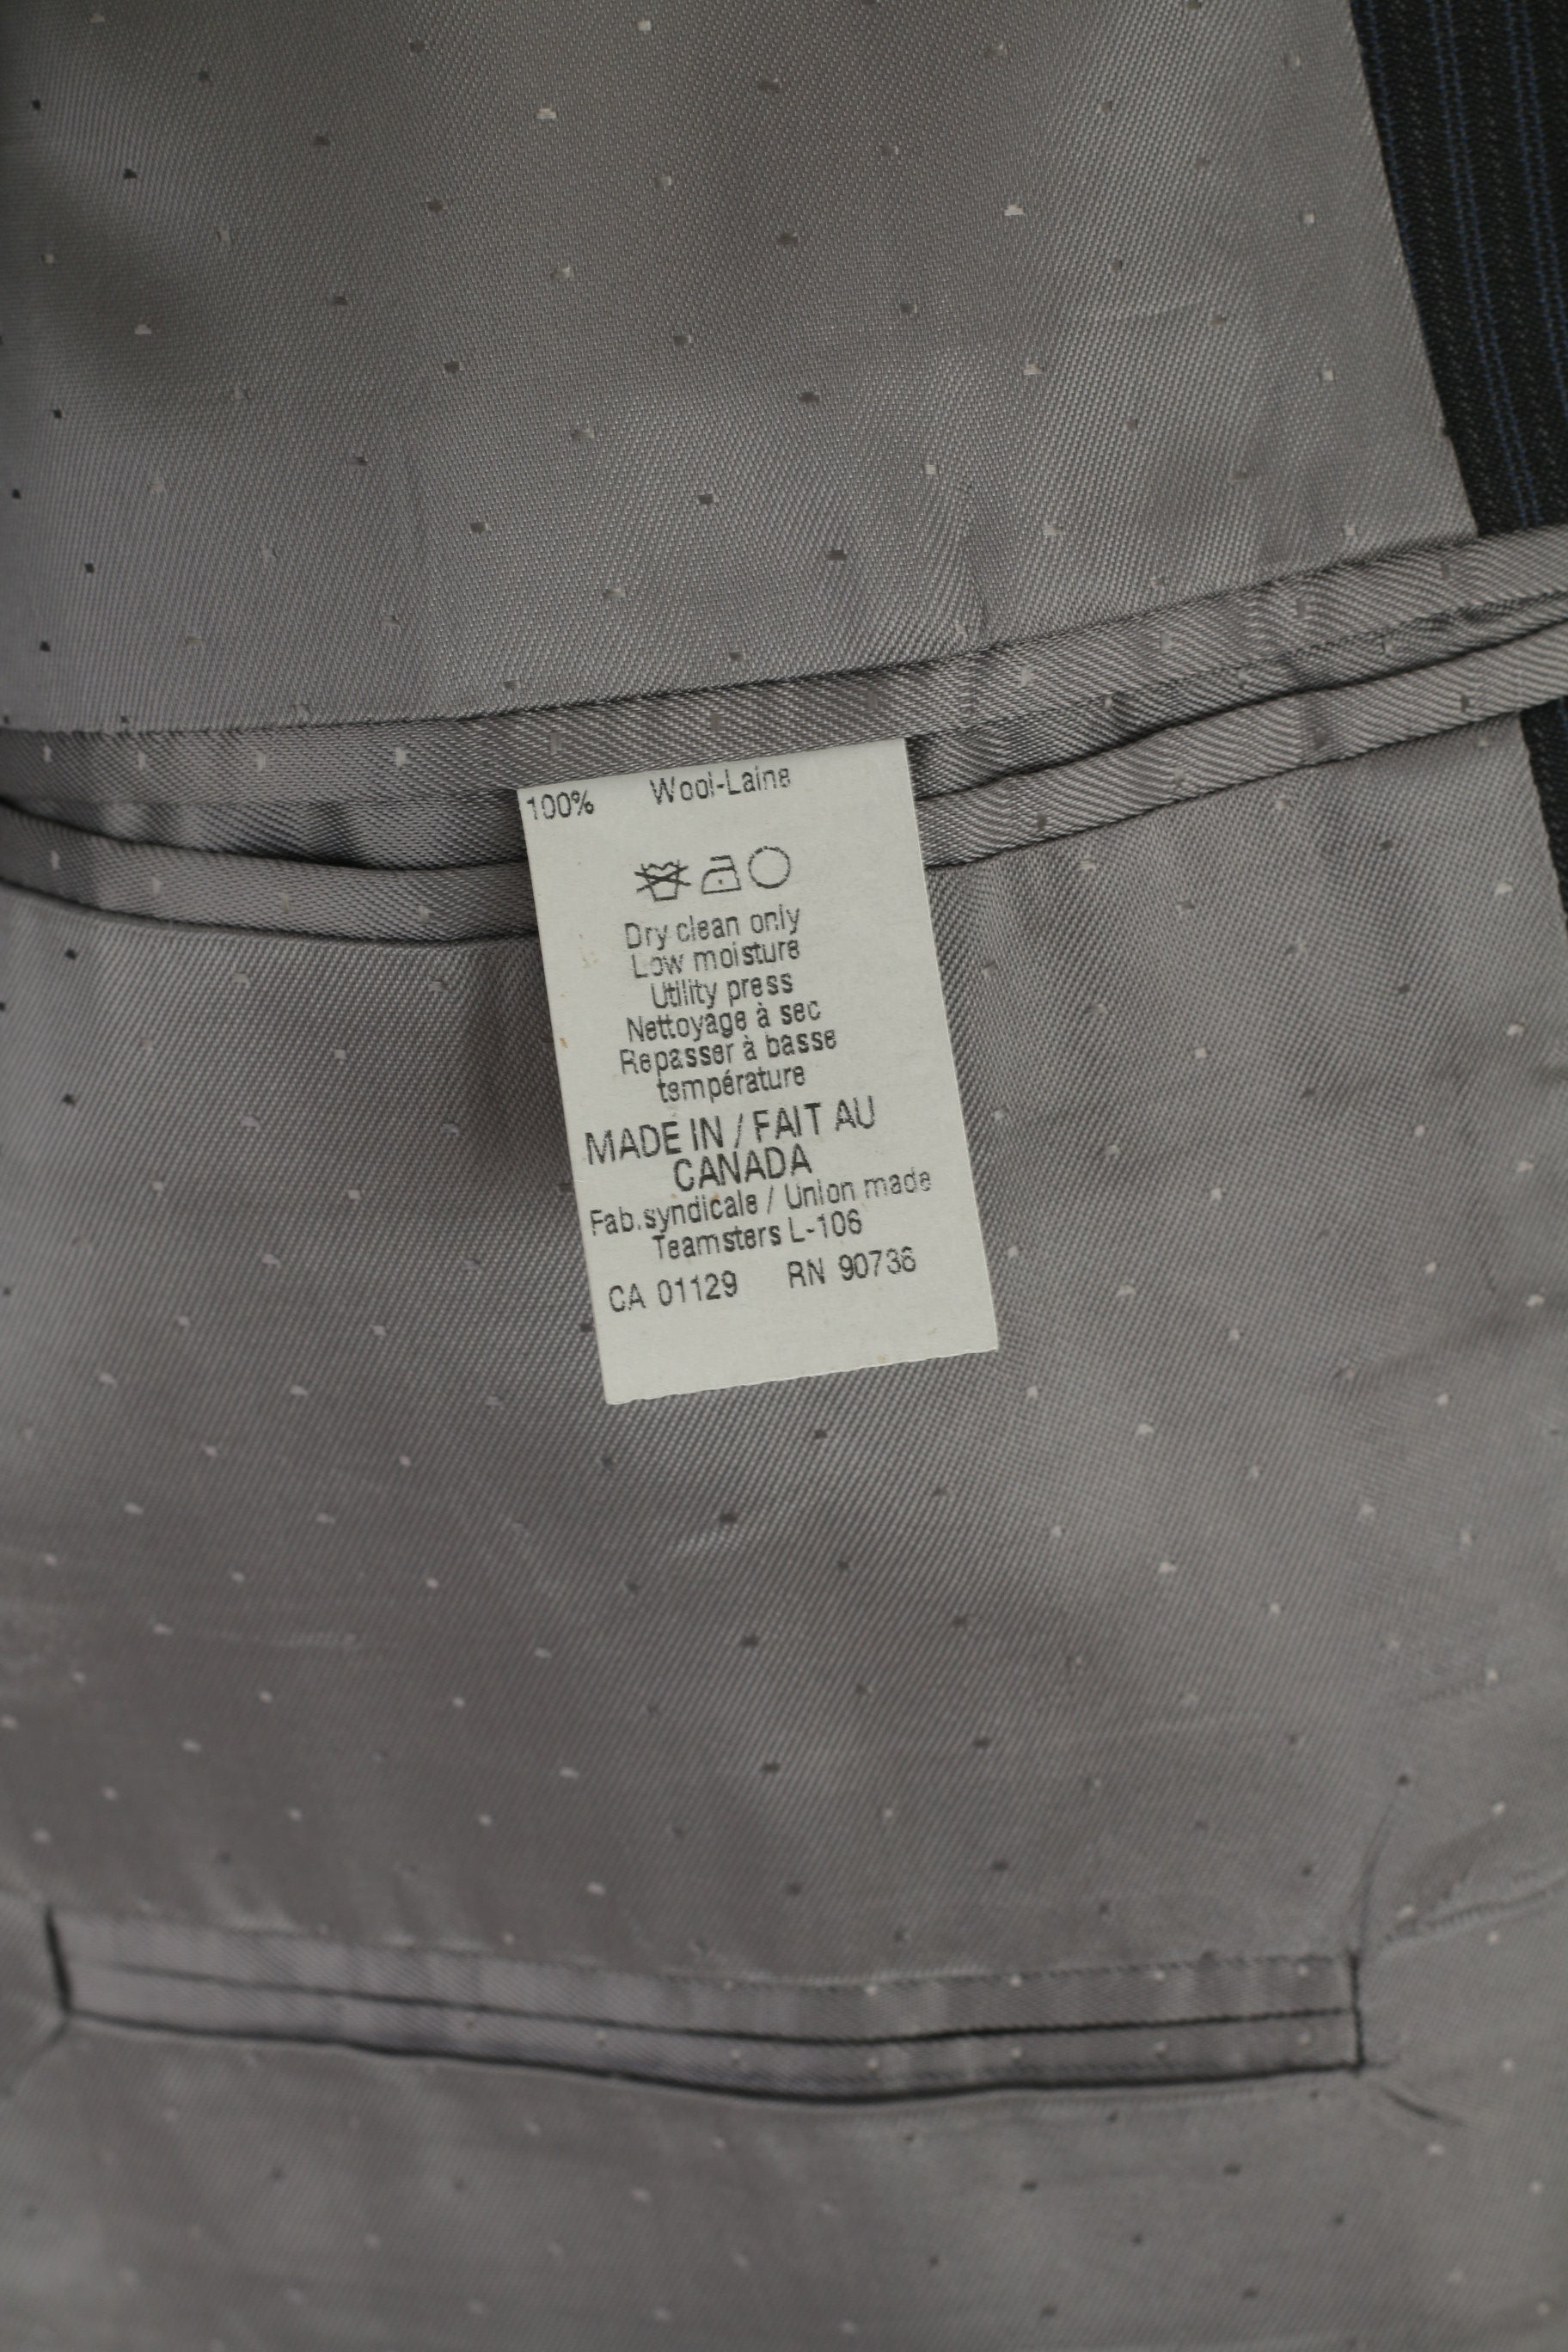 100% Wool-Laine
Dry clean only
Low moisture
Utility press
Nettoyage à sec
Repasser à basse
température
MADE IN / FAIT AU
CANADA
Fab.syndicale / Union made
Teamsters L-106
CA 01129 RN 90736